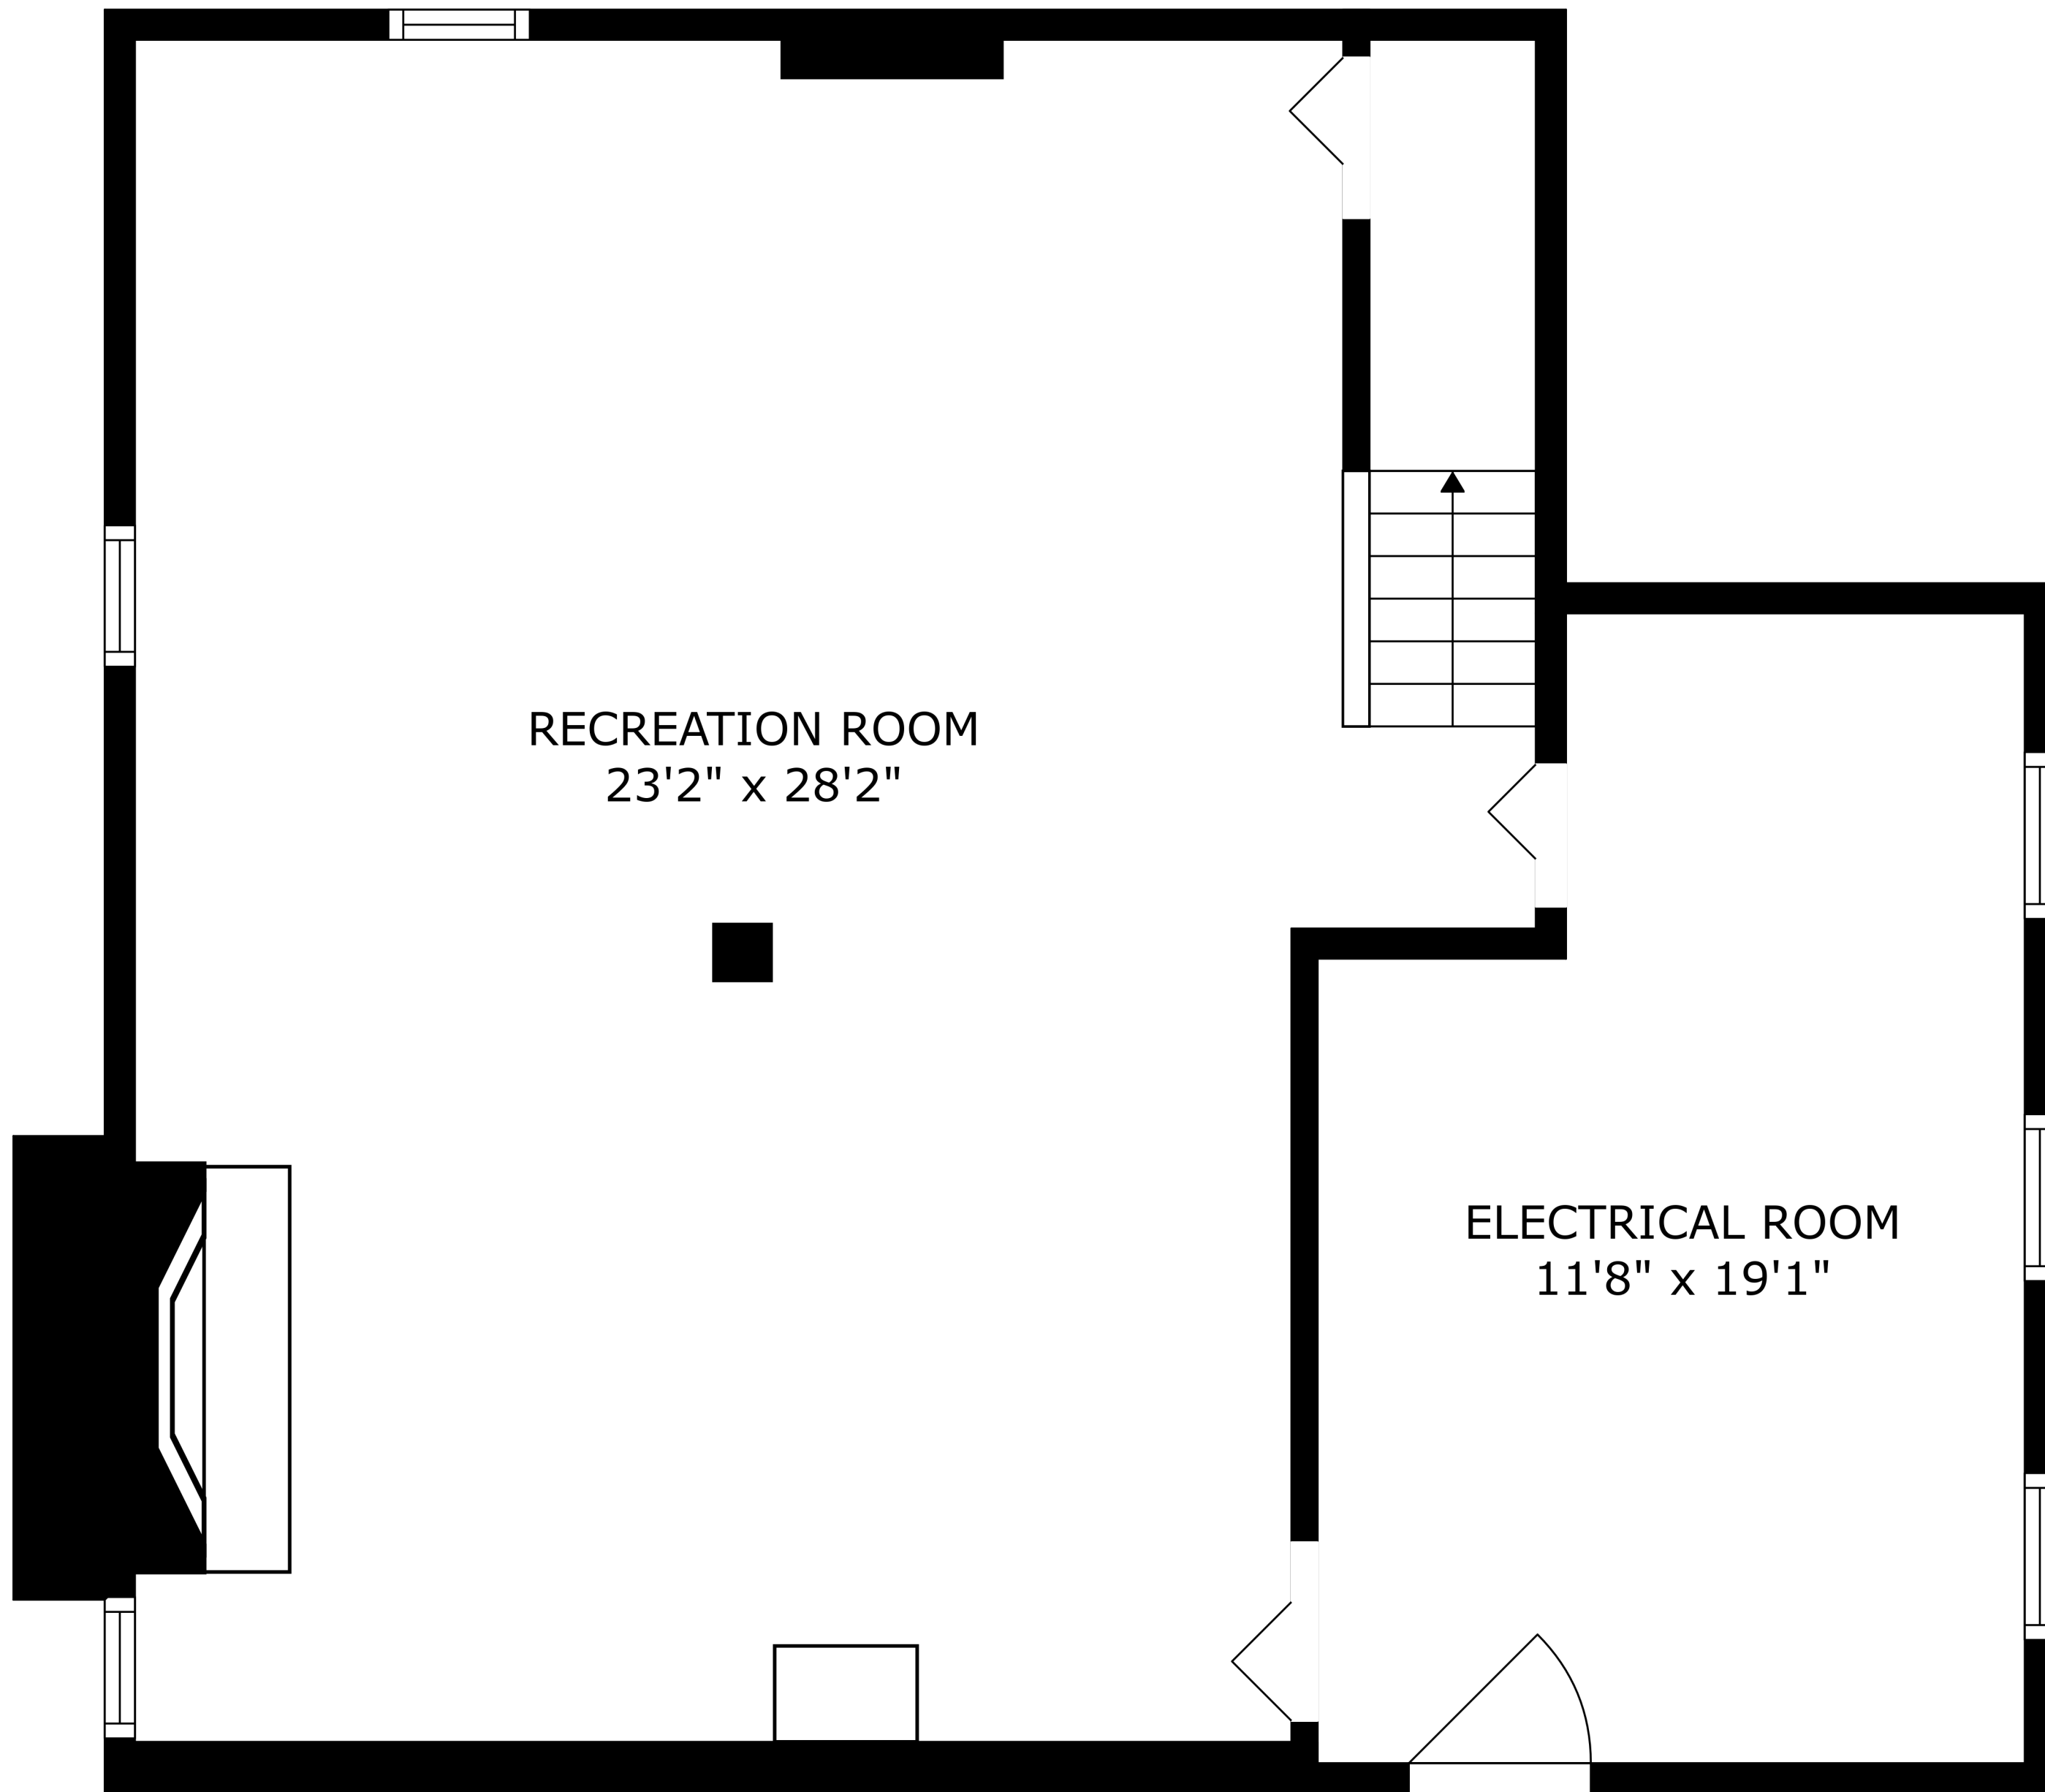 RECREATION ROOM
23'2" x 28'2"
ELECTRICAL ROOM
11'8" x 19'1"